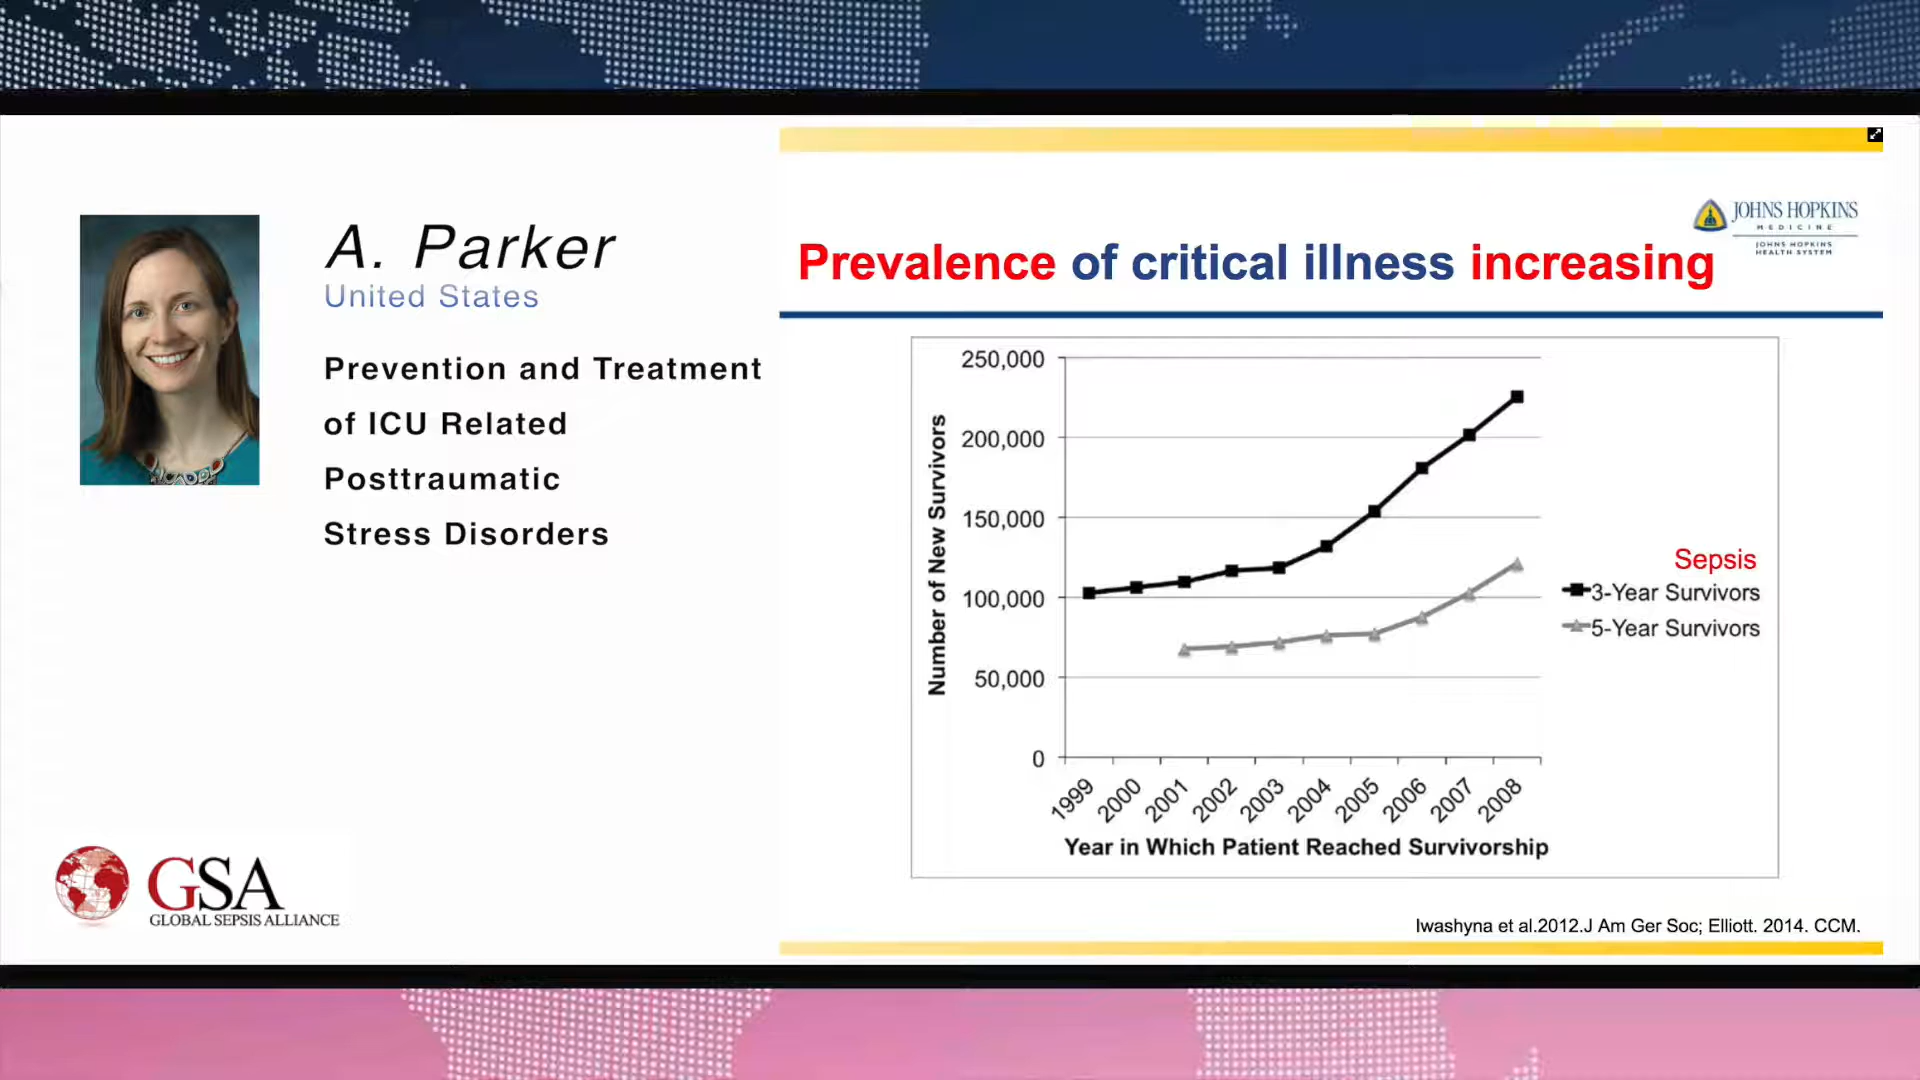 A. Parker
United States
Prevention and Treatment
of ICU Related
Posttraumatic
Stress Disorders
GSA
GLOBAL SEPSIS ALLIANCE
JOHNS HOPKINS
MEDICINE
JOHNS HOPKINS
HEALTH SYSTEM
Prevalence of critical illness increasing
Number of New Survivors
250,000
200,000
150,000
100,000
50,000
0
1999 2000 2001 2002 2003 2004 2005 2006 2007 2008
Year in Which Patient Reached Survivorship
Sepsis
3-Year Survivors
5-Year Survivors
Iwashyna et al.2012.J Am Ger Soc; Elliott. 2014. CCM.